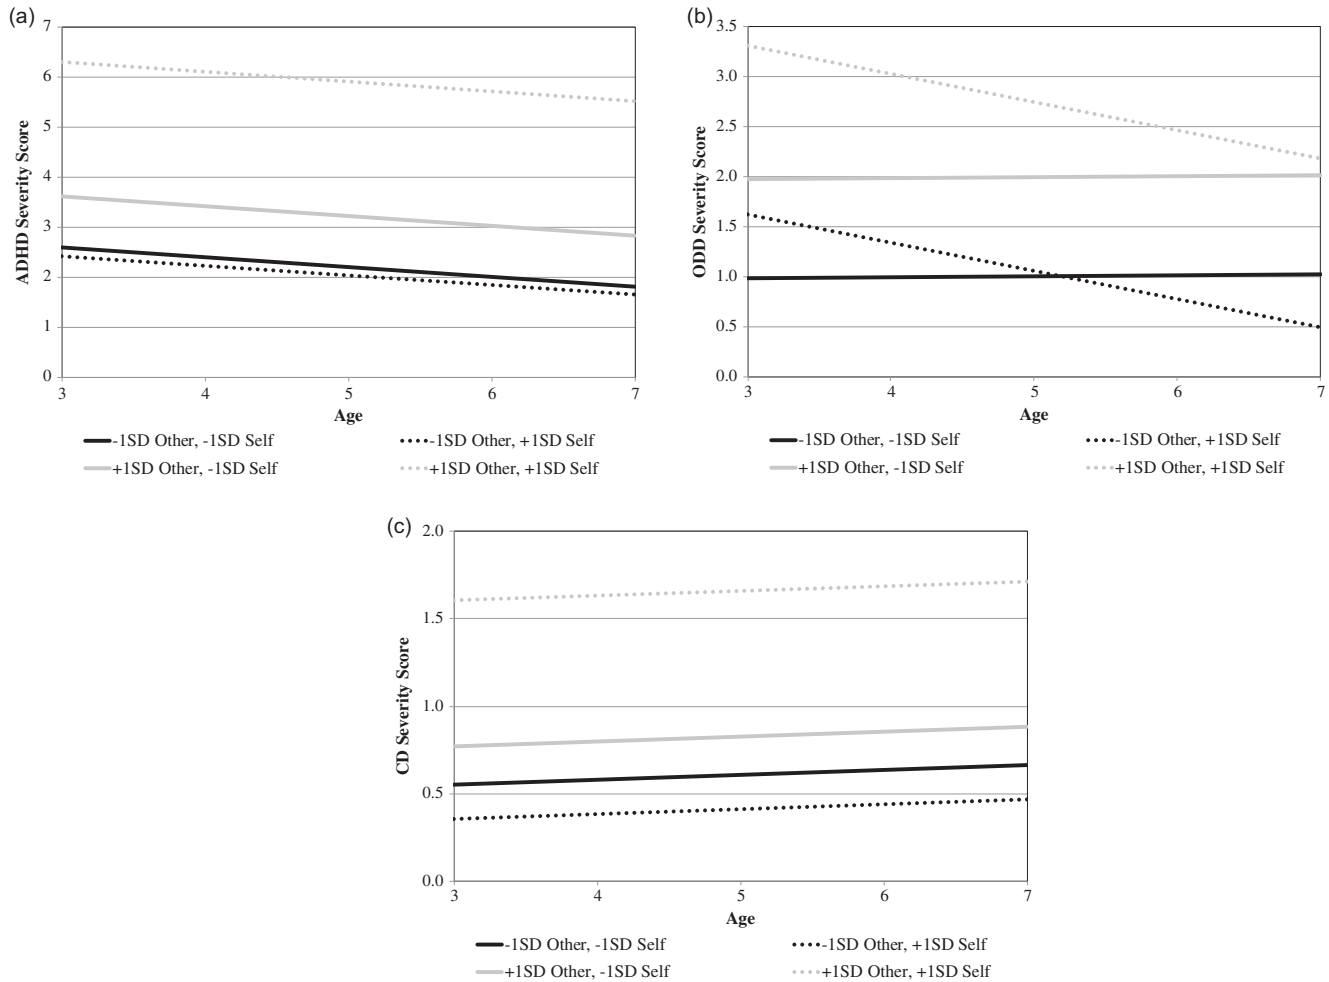 (a)
7
6
5
4
3
2
1
0
ADHD Severity Score
3 4 5 6 7
Age
-1SD Other, -1SD Self -1SD Other, +1SD Self
+1SD Other, -1SD Self +1SD Other, +1SD Self
(b)
3.5
3.0
2.5
2.0
1.5
1.0
0.5
0.0
ODD Severity Score
3 4 5 6 7
Age
-1SD Other, -1SD Self -1SD Other, +1SD Self
+1SD Other, -1SD Self +1SD Other, +1SD Self
(c)
2.0
1.5
1.0
0.5
0.0
CD Severity Score
3 4 5 6 7
Age
-1SD Other, -1SD Self -1SD Other, +1SD Self
+1SD Other, -1SD Self +1SD Other, +1SD Self